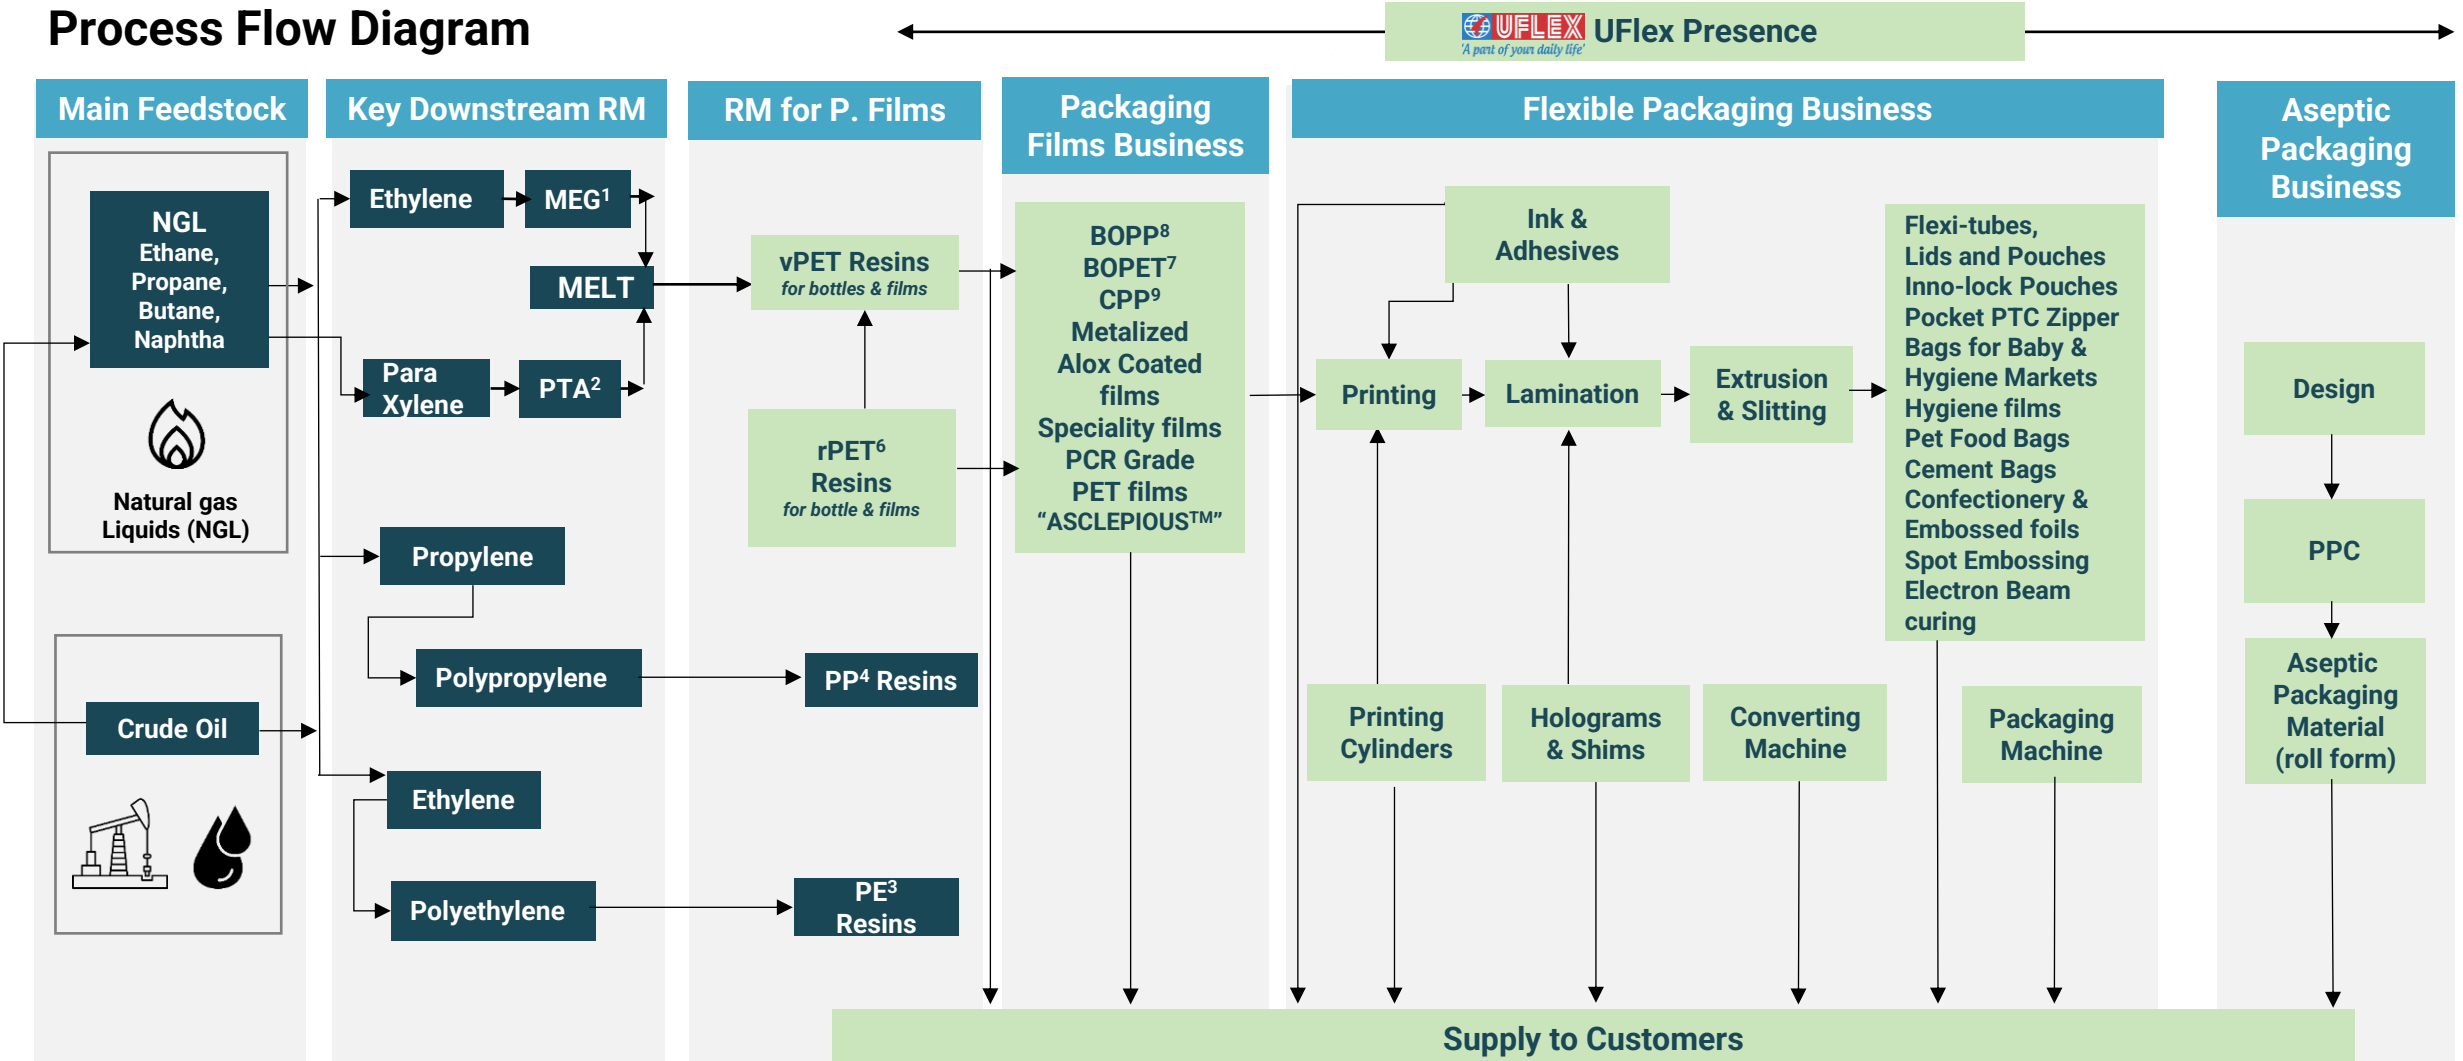 Process Flow Diagram
UFLEX
'A part of your daily life'
UFlex Presence
Main Feedstock
NGL
Ethane,
Propane,
Butane,
Naphtha
Natural gas
Liquids (NGL)
Crude Oil
Key Downstream RM
Ethylene
MEG¹
MELT
Para
Xylene
PTA²
Propylene
Polypropylene
Ethylene
Polyethylene
RM for P. Films
vPET Resins
for bottles & films
rPET⁶
Resins
for bottle & films
PP⁴ Resins
PE³
Resins
Packaging
Films Business
BOPP⁸
BOPET⁷
CPP⁹
Metalized
Alox Coated
films
Speciality films
PCR Grade
PET films
“ASCLEPIOUS™”
Flexible Packaging Business
Ink &
Adhesives
Printing
Lamination
Extrusion
& Slitting
Flexi-tubes,
Lids and Pouches
Inno-lock Pouches
Pocket PTC Zipper
Bags for Baby &
Hygiene Markets
Hygiene films
Pet Food Bags
Cement Bags
Confectionery &
Embossed foils
Spot Embossing
Electron Beam
curing
Printing
Cylinders
Holograms
& Shims
Converting
Machine
Packaging
Machine
Aseptic
Packaging
Business
Design
PPC
Aseptic
Packaging
Material
(roll form)
Supply to Customers